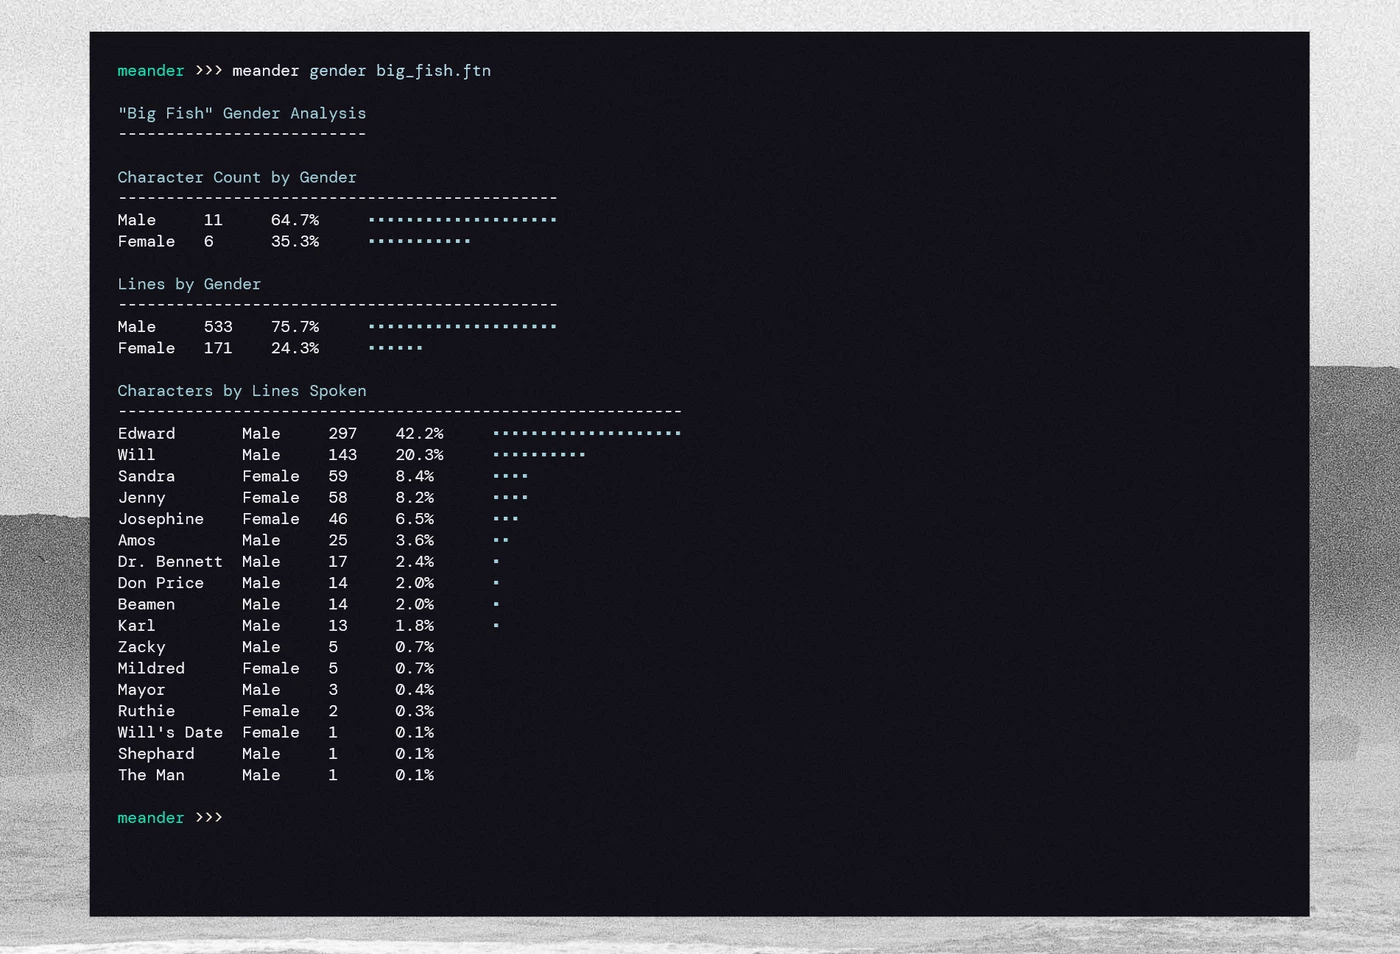 meander >>> meander gender big_fish.ftn
"Big Fish" Gender Analysis
--------------------------
Character Count by Gender
----------------------------------------------
Male 11 64.7% ▪▪▪▪▪▪▪▪▪▪▪▪▪▪▪▪▪▪▪▪
Female 6 35.3% ▪▪▪▪▪▪▪▪▪▪▪
Lines by Gender
----------------------------------------------
Male 533 75.7% ▪▪▪▪▪▪▪▪▪▪▪▪▪▪▪▪▪▪▪▪
Female 171 24.3% ▪▪▪▪▪▪
Characters by Lines Spoken
-----------------------------------------------------------
Edward Male 297 42.2% ▪▪▪▪▪▪▪▪▪▪▪▪▪▪▪▪▪▪▪▪
Will Male 143 20.3% ▪▪▪▪▪▪▪▪▪▪
Sandra Female 59 8.4% ▪▪▪▪
Jenny Female 58 8.2% ▪▪▪▪
Josephine Female 46 6.5% ▪▪▪
Amos Male 25 3.6% ▪▪
Dr. Bennett Male 17 2.4% ▪
Don Price Male 14 2.0% ▪
Beamen Male 14 2.0% ▪
Karl Male 13 1.8% ▪
Zacky Male 5 0.7%
Mildred Female 5 0.7%
Mayor Male 3 0.4%
Ruthie Female 2 0.3%
Will's Date Female 1 0.1%
Shephard Male 1 0.1%
The Man Male 1 0.1%
meander >>>